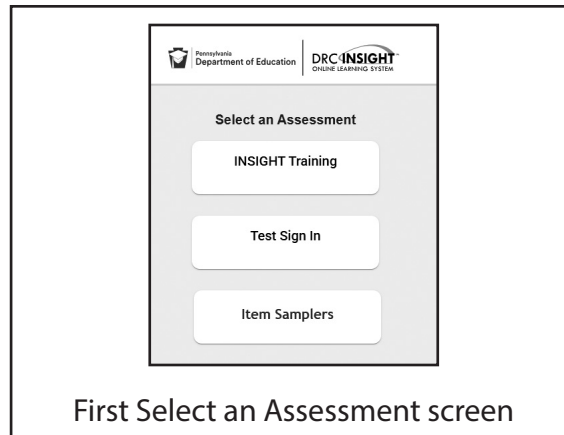 Pennsylvania
Department of Education
DRC INSIGHT™
ONLINE LEARNING SYSTEM
Select an Assessment
INSIGHT Training
Test Sign In
Item Samplers
First Select an Assessment screen